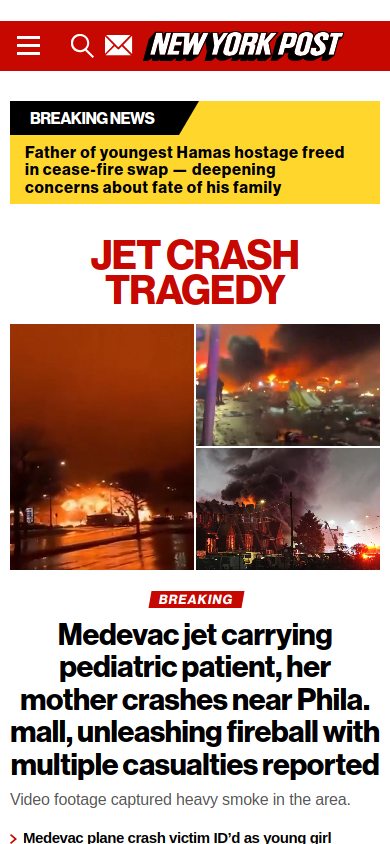 NEW YORK POST
BREAKING NEWS
Father of youngest Hamas hostage freed
in cease-fire swap — deepening
concerns about fate of his family
JET CRASH
TRAGEDY
BREAKING
Medevac jet carrying
pediatric patient, her
mother crashes near Phila.
mall, unleashing fireball with
multiple casualties reported
Video footage captured heavy smoke in the area.
Medevac plane crash victim ID’d as young girl